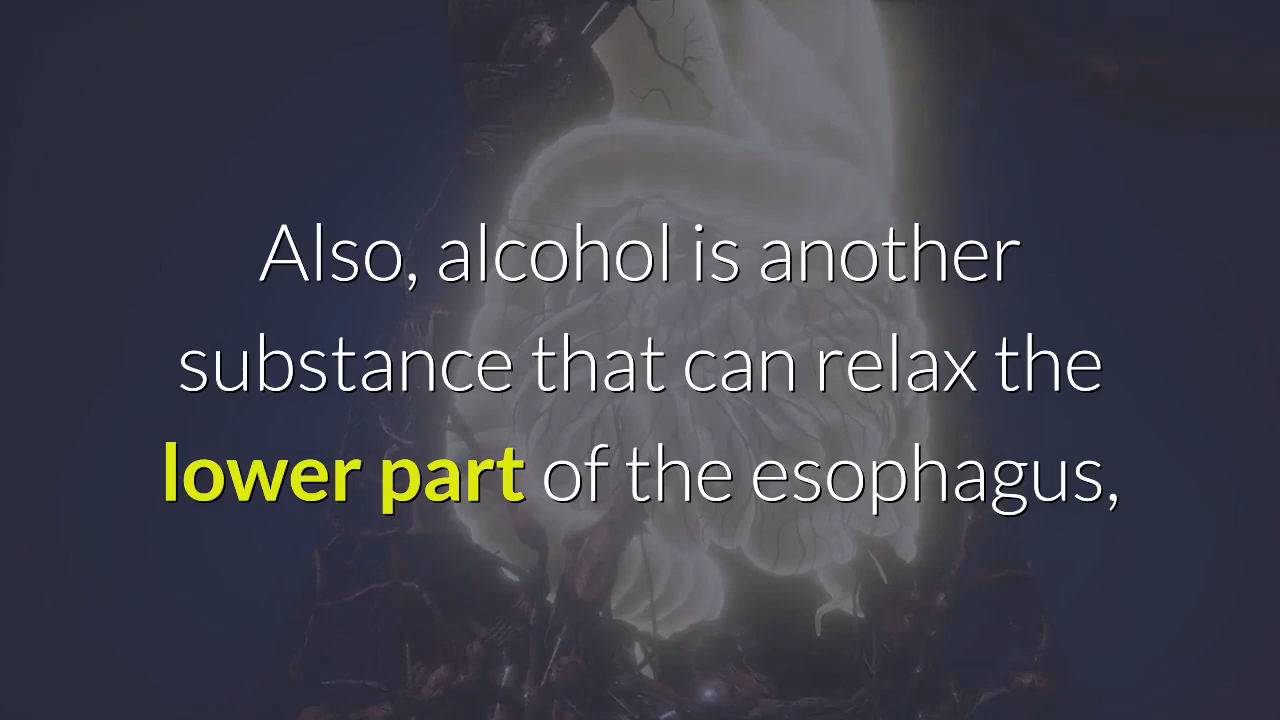 Also, alcohol is another
substance that can relax the
lower part of the esophagus,